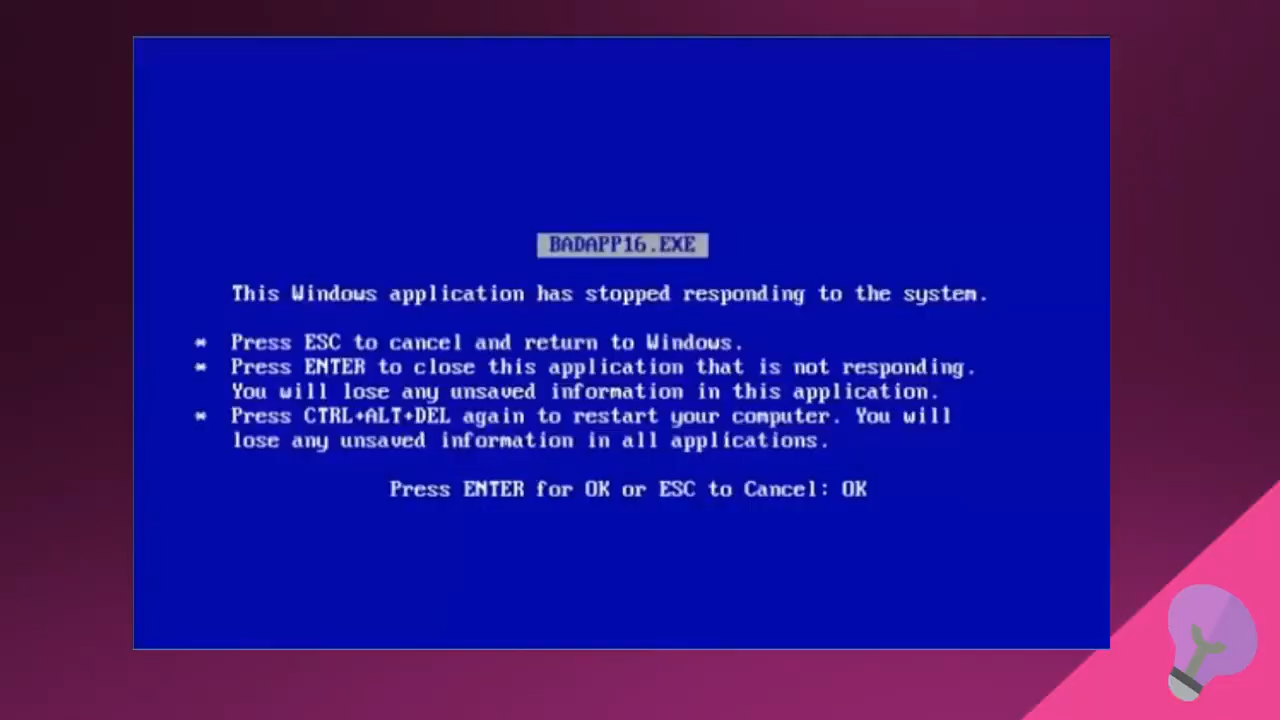 BADAPP16.EXE
This Windows application has stopped responding to the system.
* Press ESC to cancel and return to Windows.
* Press ENTER to close this application that is not responding.
You will lose any unsaved information in this application.
* Press CTRL+ALT+DEL again to restart your computer. You will
lose any unsaved information in all applications.
Press ENTER for OK or ESC to Cancel: OK